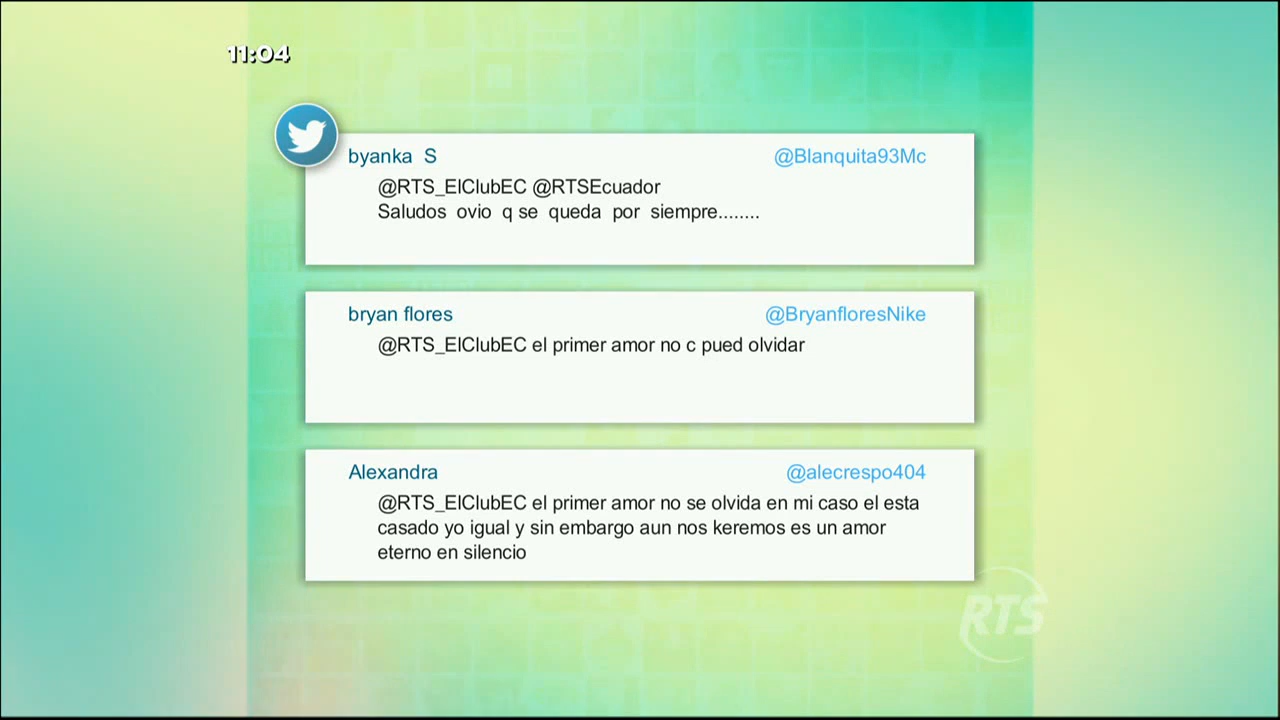 11:04
byanka S @Blanquita93Mc
@RTS_ElClubEC @RTSEcuador
Saludos ovio q se queda por siempre........
bryan flores @BryanfloresNike
@RTS_ElClubEC el primer amor no c pued olvidar
Alexandra @alecrespo404
@RTS_ElClubEC el primer amor no se olvida en mi caso el esta
casado yo igual y sin embargo aun nos keremos es un amor
eterno en silencio
RTS